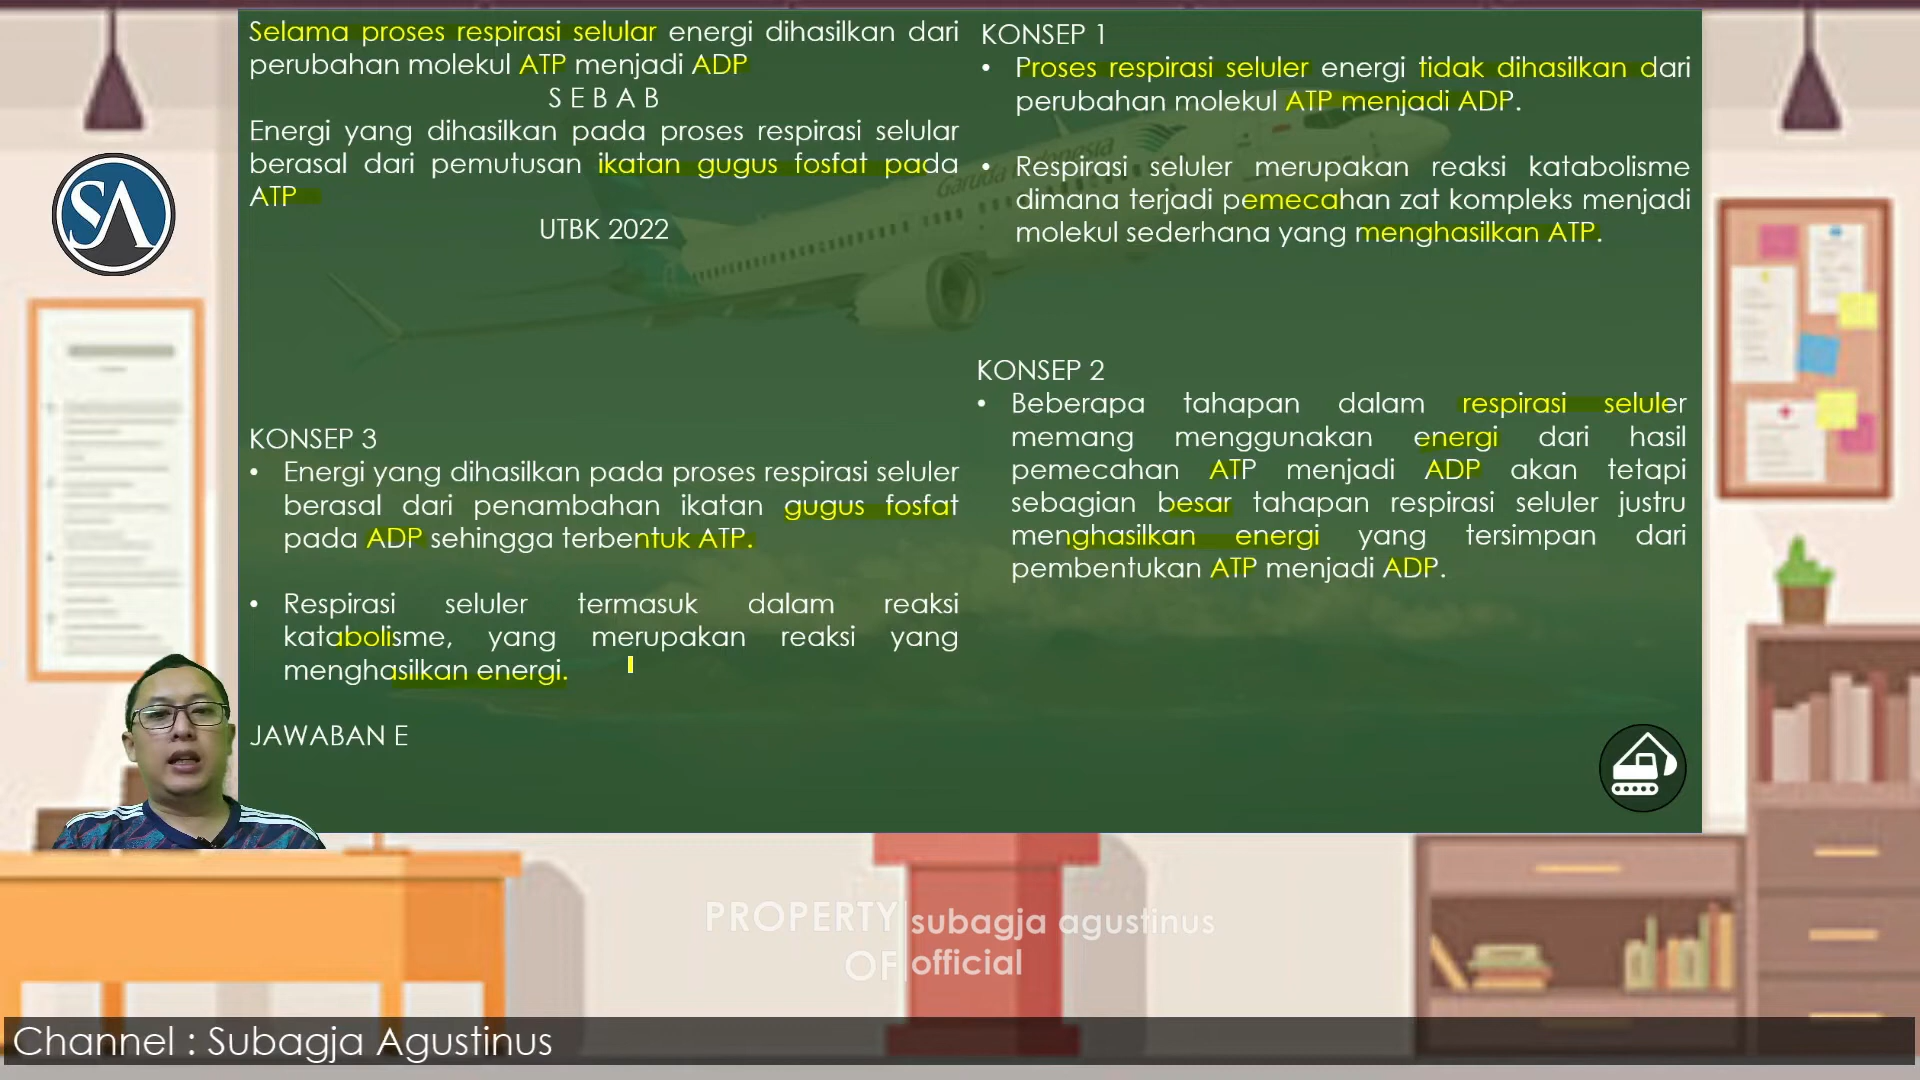 Selama proses respirasi selular energi dihasilkan dari
perubahan molekul ATP menjadi ADP
S E B A B
Energi yang dihasilkan pada proses respirasi selular
berasal dari pemutusan ikatan gugus fosfat pada
ATP
UTBK 2022
KONSEP 3
• Energi yang dihasilkan pada proses respirasi seluler
berasal dari penambahan ikatan gugus fosfat
pada ADP sehingga terbentuk ATP.
• Respirasi seluler termasuk dalam reaksi
katabolisme, yang merupakan reaksi yang
menghasilkan energi.
JAWABAN E
KONSEP 1
• Proses respirasi seluler energi tidak dihasilkan dari
perubahan molekul ATP menjadi ADP.
• Respirasi seluler merupakan reaksi katabolisme
dimana terjadi pemecahan zat kompleks menjadi
molekul sederhana yang menghasilkan ATP.
KONSEP 2
• Beberapa tahapan dalam respirasi seluler
memang menggunakan energi dari hasil
pemecahan ATP menjadi ADP akan tetapi
sebagian besar tahapan respirasi seluler justru
menghasilkan energi yang tersimpan dari
pembentukan ATP menjadi ADP.
Garuda Indonesia
SA
PROPERTY OF
subagja agustinus
official
Channel : Subagja Agustinus